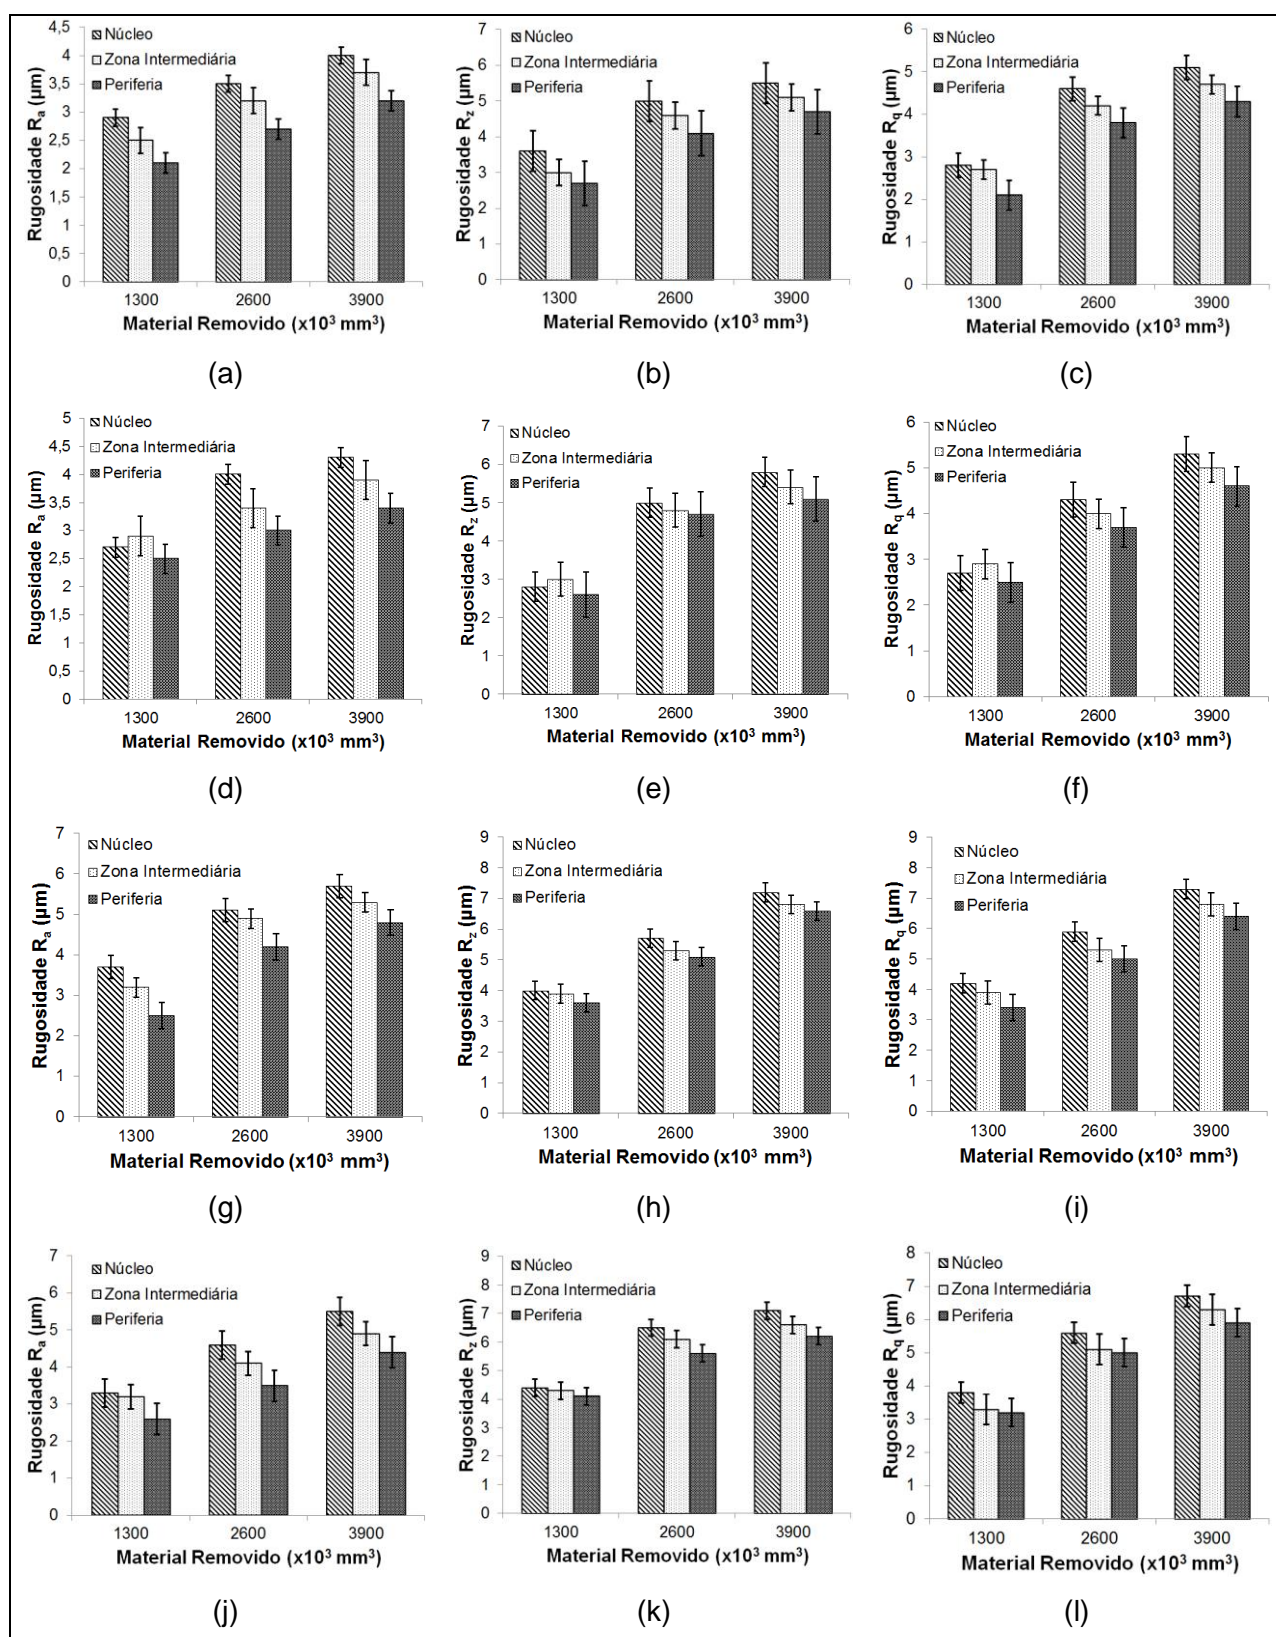 4,5
4
3,5
3
2,5
2
1,5
1
0,5
0
Rugosidade Ra (µm)
Núcleo
Zona Intermediária
Periferia
1300 2600 3900
Material Removido (x10³ mm³)
(a)
7
6
5
4
3
2
1
0
Rugosidade Rz (µm)
Núcleo
Zona Intermediária
Periferia
1300 2600 3900
Material Removido (x10³ mm³)
(b)
6
5
4
3
2
1
0
Rugosidade Rq (µm)
Núcleo
Zona Intermediária
Periferia
1300 2600 3900
Material Removido (x10³ mm³)
(c)
5
4,5
4
3,5
3
2,5
2
1,5
1
0,5
0
Rugosidade Ra (µm)
Núcleo
Zona Intermediária
Periferia
1300 2600 3900
Material Removido (x10³ mm³)
(d)
7
6
5
4
3
2
1
0
Rugosidade Rz (µm)
Núcleo
Zona Intermediária
Periferia
1300 2600 3900
Material Removido (x10³ mm³)
(e)
6
5
4
3
2
1
0
Rugosidade Rq (µm)
Núcleo
Zona Intermediária
Periferia
1300 2600 3900
Material Removido (x10³ mm³)
(f)
7
6
5
4
3
2
1
0
Rugosidade Ra (µm)
Núcleo
Zona Intermediária
Periferia
1300 2600 3900
Material Removido (x10³ mm³)
(g)
9
8
7
6
5
4
3
2
1
0
Rugosidade Rz (µm)
Núcleo
Zona Intermediária
Periferia
1300 2600 3900
Material Removido (x10³ mm³)
(h)
9
8
7
6
5
4
3
2
1
0
Rugosidade Rq (µm)
Núcleo
Zona Intermediária
Periferia
1300 2600 3900
Material Removido (x10³ mm³)
(i)
7
6
5
4
3
2
1
0
Rugosidade Ra (µm)
Núcleo
Zona Intermediária
Periferia
1300 2600 3900
Material Removido (x10³ mm³)
(j)
9
8
7
6
5
4
3
2
1
0
Rugosidade Rz (µm)
Núcleo
Zona Intermediária
Periferia
1300 2600 3900
Material Removido (x10³ mm³)
(k)
8
7
6
5
4
3
2
1
0
Rugosidade Rq (µm)
Núcleo
Zona Intermediária
Periferia
1300 2600 3900
Material Removido (x10³ mm³)
(l)